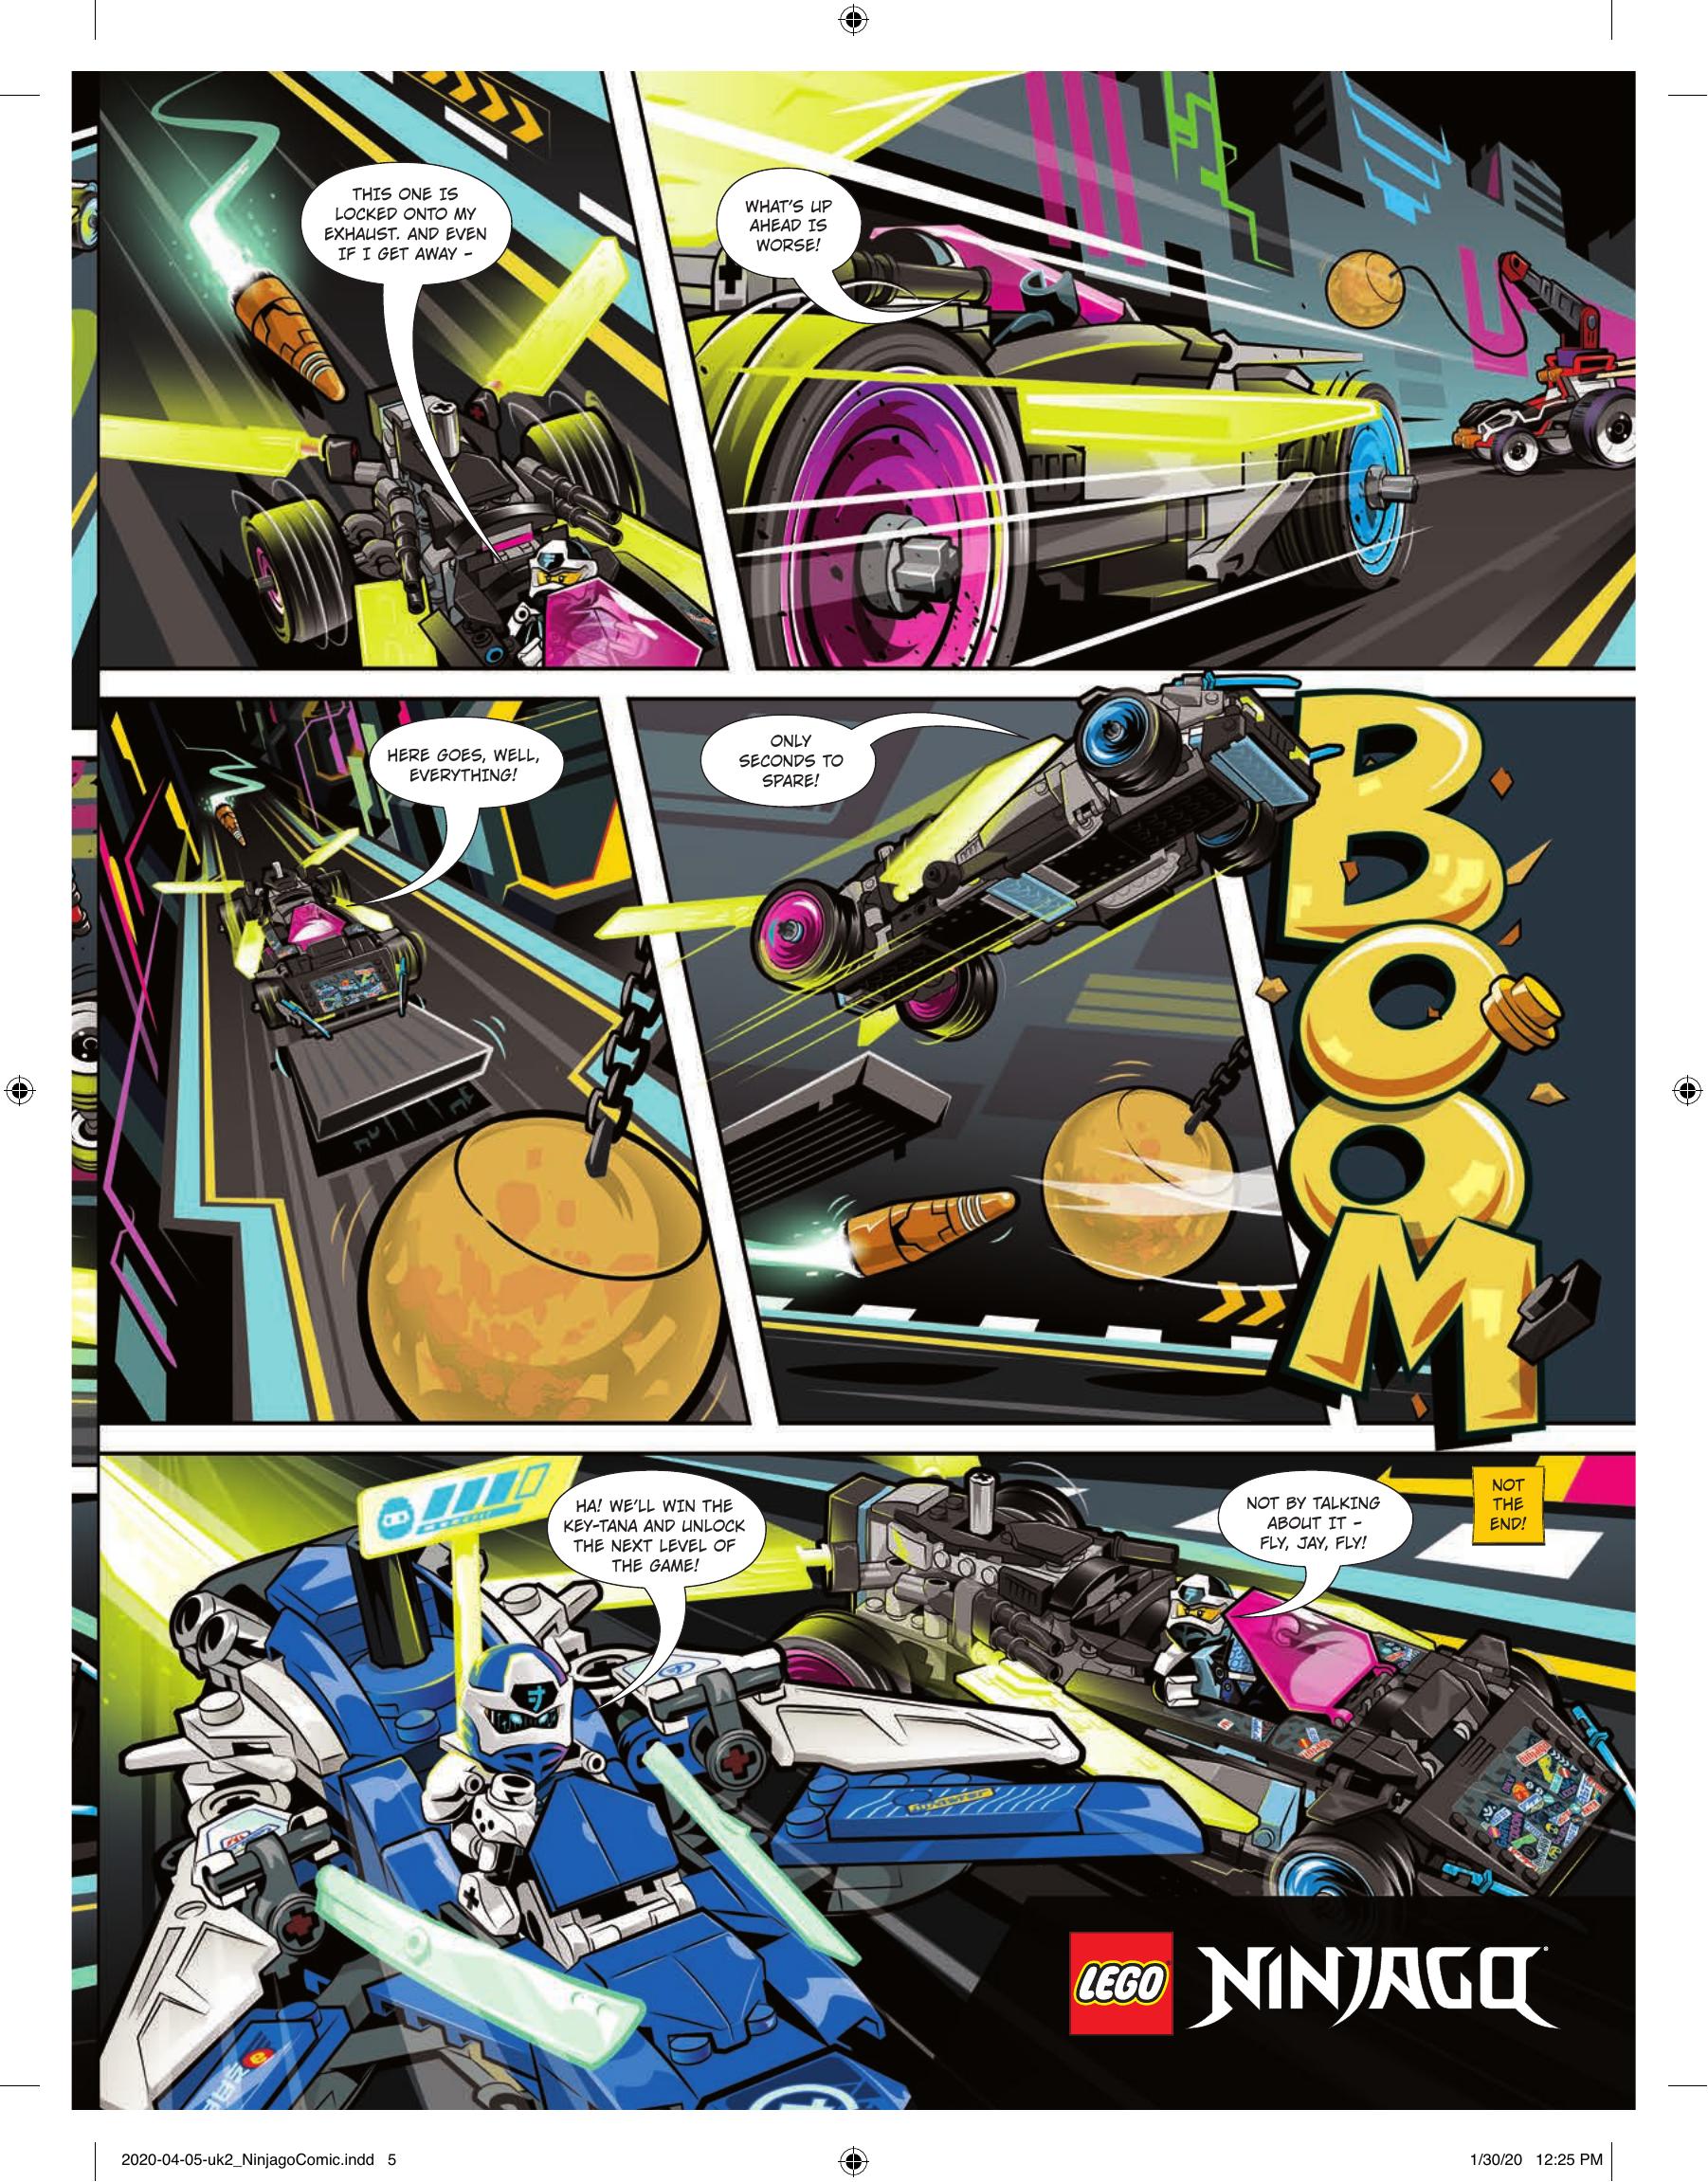 THIS ONE IS
LOCKED ONTO MY
EXHAUST. AND EVEN
IF I GET AWAY -
WHAT'S UP
AHEAD IS
WORSE!
HERE GOES, WELL,
EVERYTHING!
ONLY
SECONDS TO
SPARE!
BOOM
HA! WE'LL WIN THE
KEY-TANA AND UNLOCK
THE NEXT LEVEL OF
THE GAME!
NOT BY TALKING
ABOUT IT -
FLY, JAY, FLY!
NOT
THE
END!
LEGO NINJAGO
2020-04-05-uk2_NinjagoComic.indd 5
1/30/20 12:25 PM